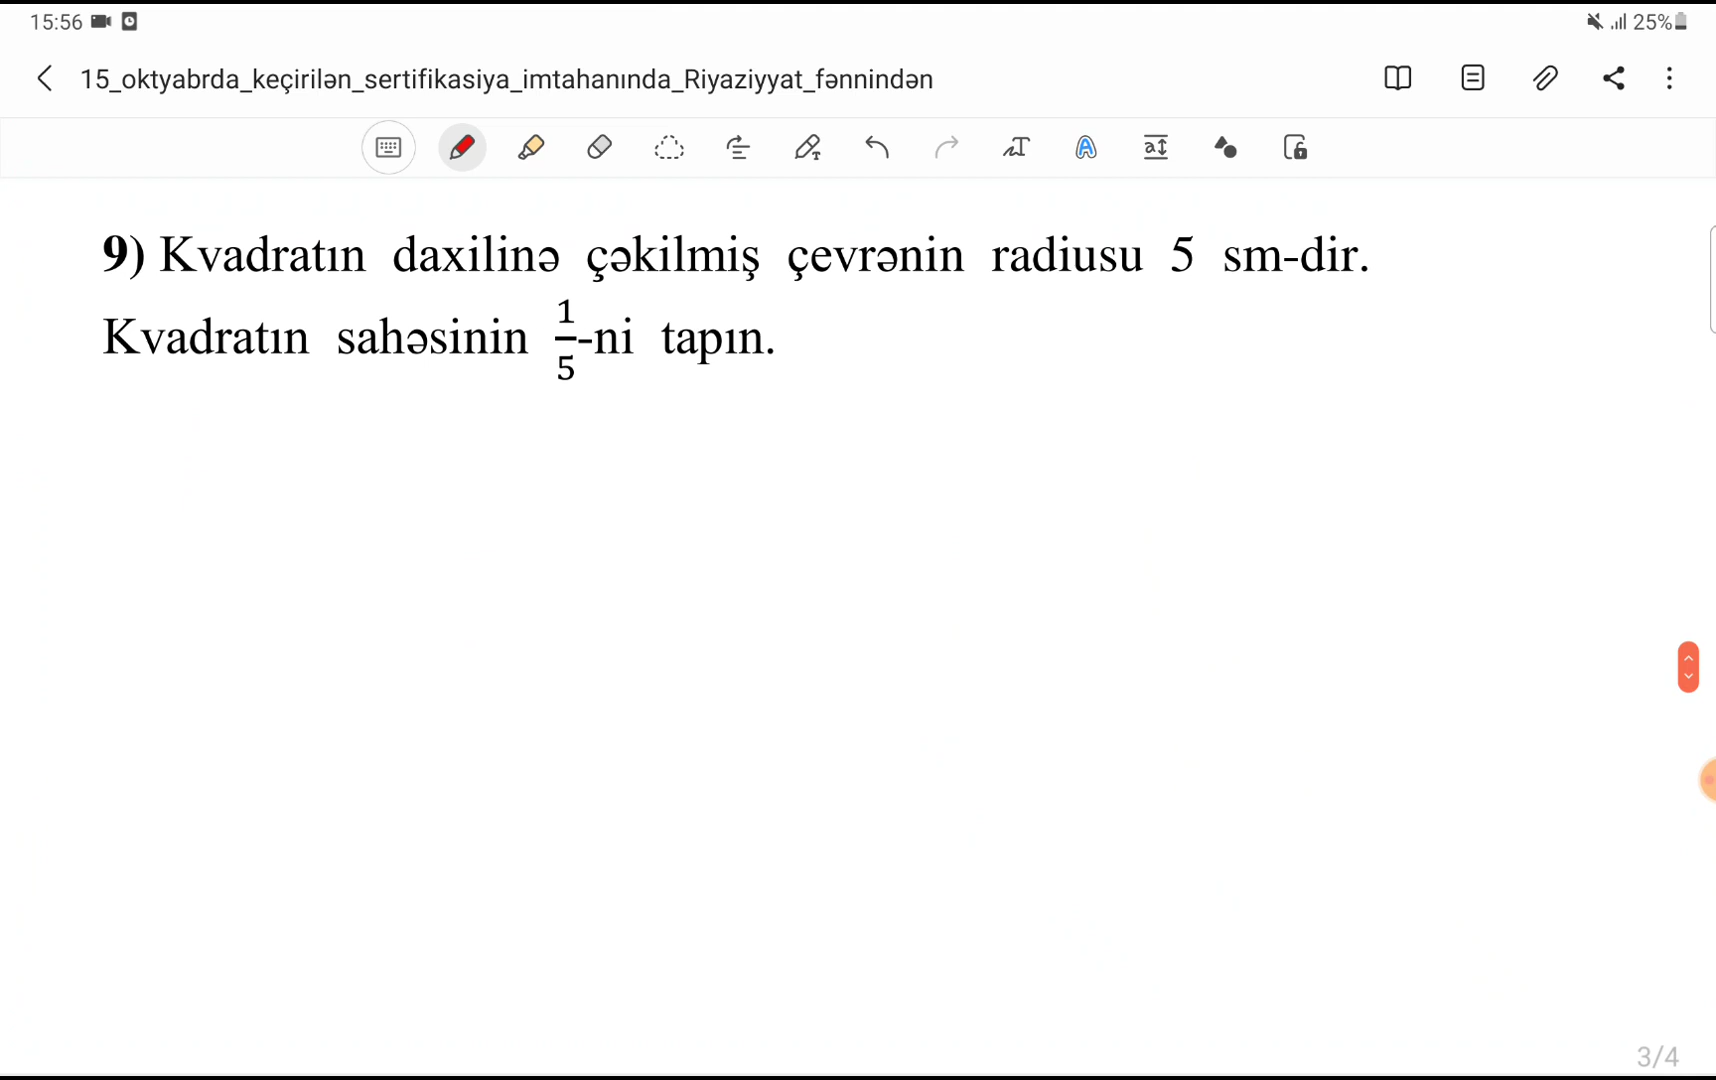 15:56
25%
15_oktyabrda_keçirilən_sertifikasiya_imtahanında_Riyaziyyat_fənnindən
9) Kvadratın daxilinə çəkilmiş çevrənin radiusu 5 sm-dir.
Kvadratın sahəsinin 1/5-ni tapın.
3/4